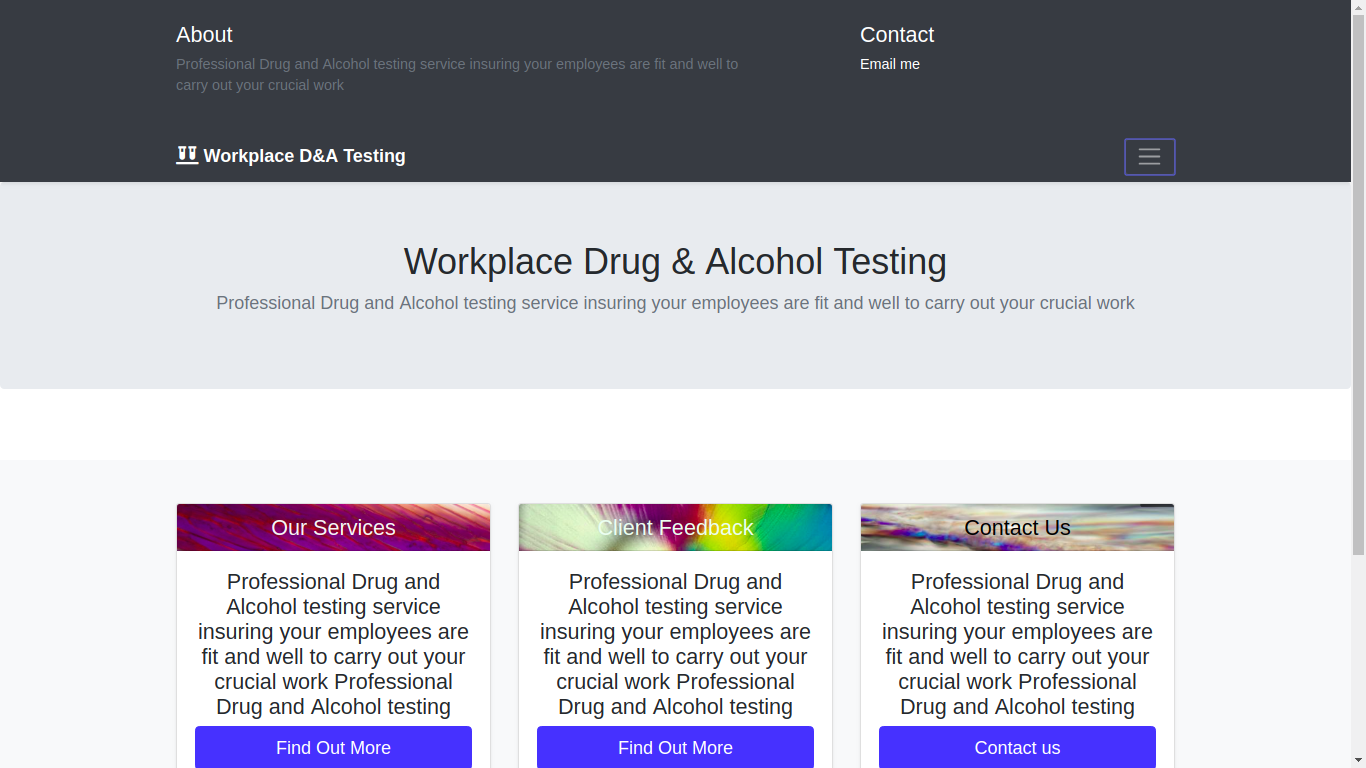 About
Professional Drug and Alcohol testing service insuring your employees are fit and well to
carry out your crucial work
Contact
Email me
Workplace D&A Testing
Workplace Drug & Alcohol Testing
Professional Drug and Alcohol testing service insuring your employees are fit and well to carry out your crucial work
Our Services
Professional Drug and
Alcohol testing service
insuring your employees are
fit and well to carry out your
crucial work Professional
Drug and Alcohol testing
Find Out More
Client Feedback
Professional Drug and
Alcohol testing service
insuring your employees are
fit and well to carry out your
crucial work Professional
Drug and Alcohol testing
Find Out More
Contact Us
Professional Drug and
Alcohol testing service
insuring your employees are
fit and well to carry out your
crucial work Professional
Drug and Alcohol testing
Contact us